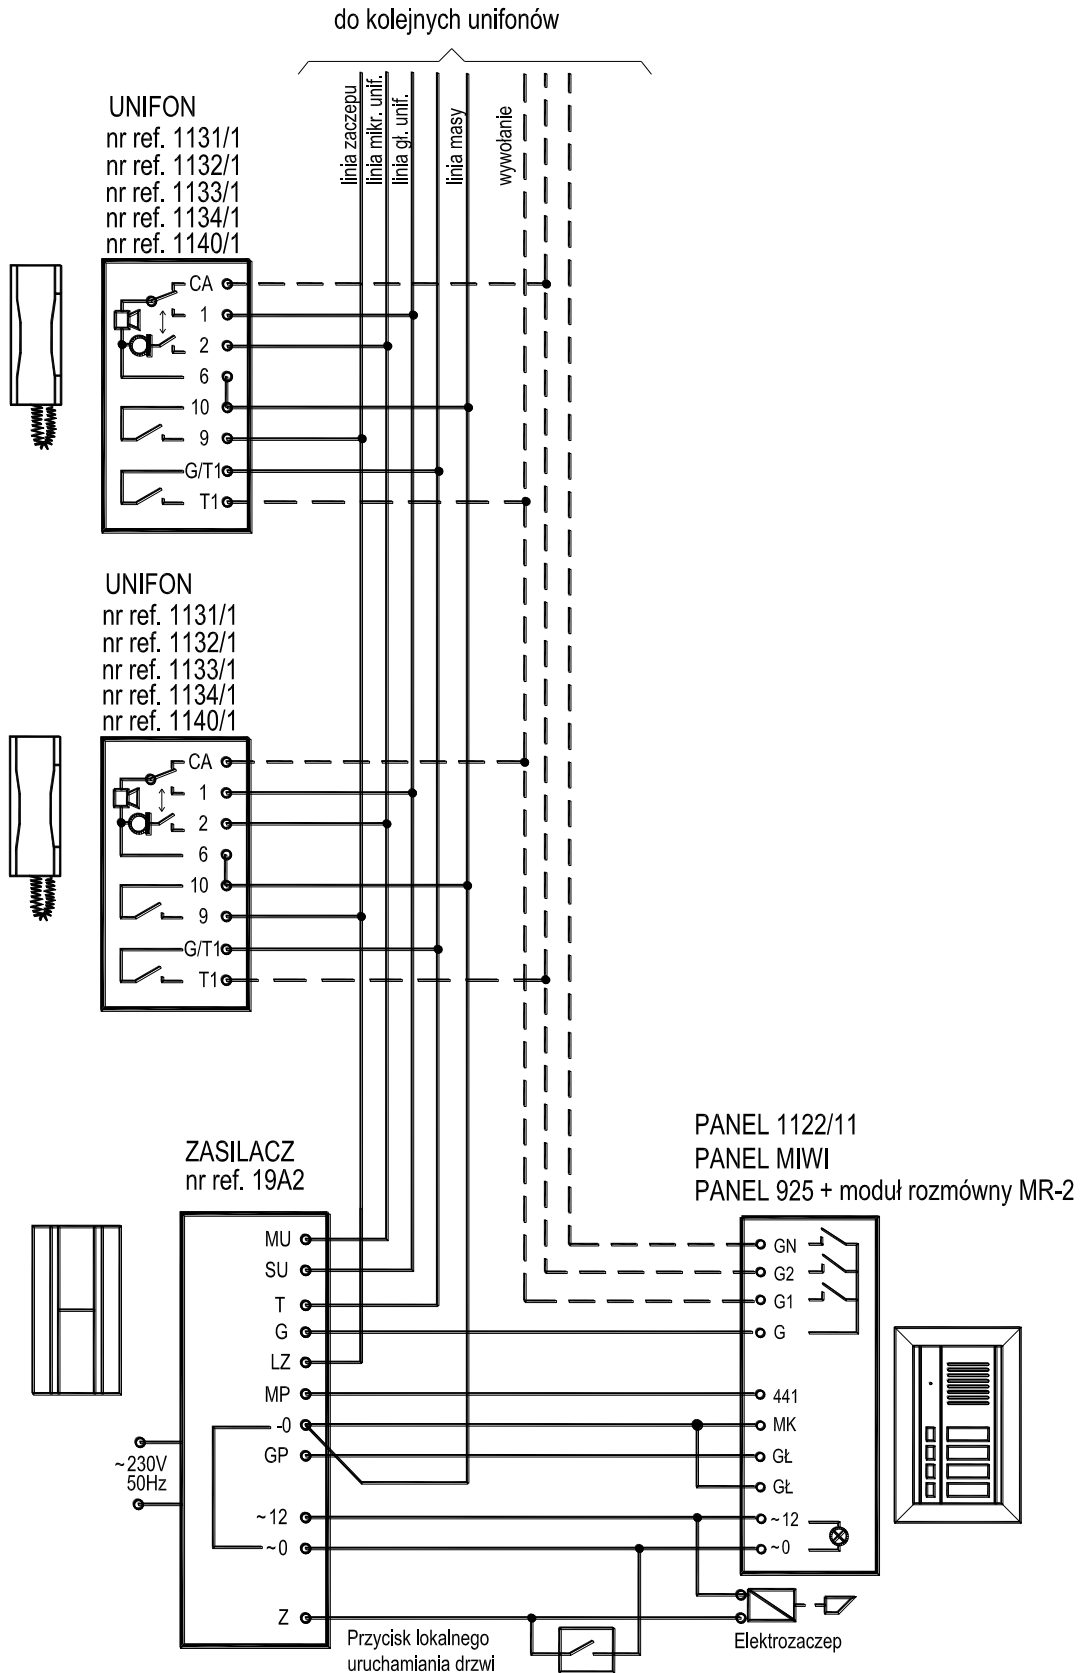 do kolejnych unifonów
linia zaczepu
linia mikr. unif.
linia gł. unif.
linia masy
wywołanie
UNIFON
nr ref. 1131/1
nr ref. 1132/1
nr ref. 1133/1
nr ref. 1134/1
nr ref. 1140/1
CA
1
2
6
10
9
G/T1
T1
UNIFON
nr ref. 1131/1
nr ref. 1132/1
nr ref. 1133/1
nr ref. 1134/1
nr ref. 1140/1
CA
1
2
6
10
9
G/T1
T1
ZASILACZ
nr ref. 19A2
MU
SU
T
G
LZ
MP
-0
GP
~12
~0
Z
~230V
50Hz
PANEL 1122/11
PANEL MIWI
PANEL 925 + moduł rozmówny MR-2
GN
G2
G1
G
441
MK
GŁ
GŁ
~12
~0
Przycisk lokalnego
uruchamiania drzwi
Elektrozaczep